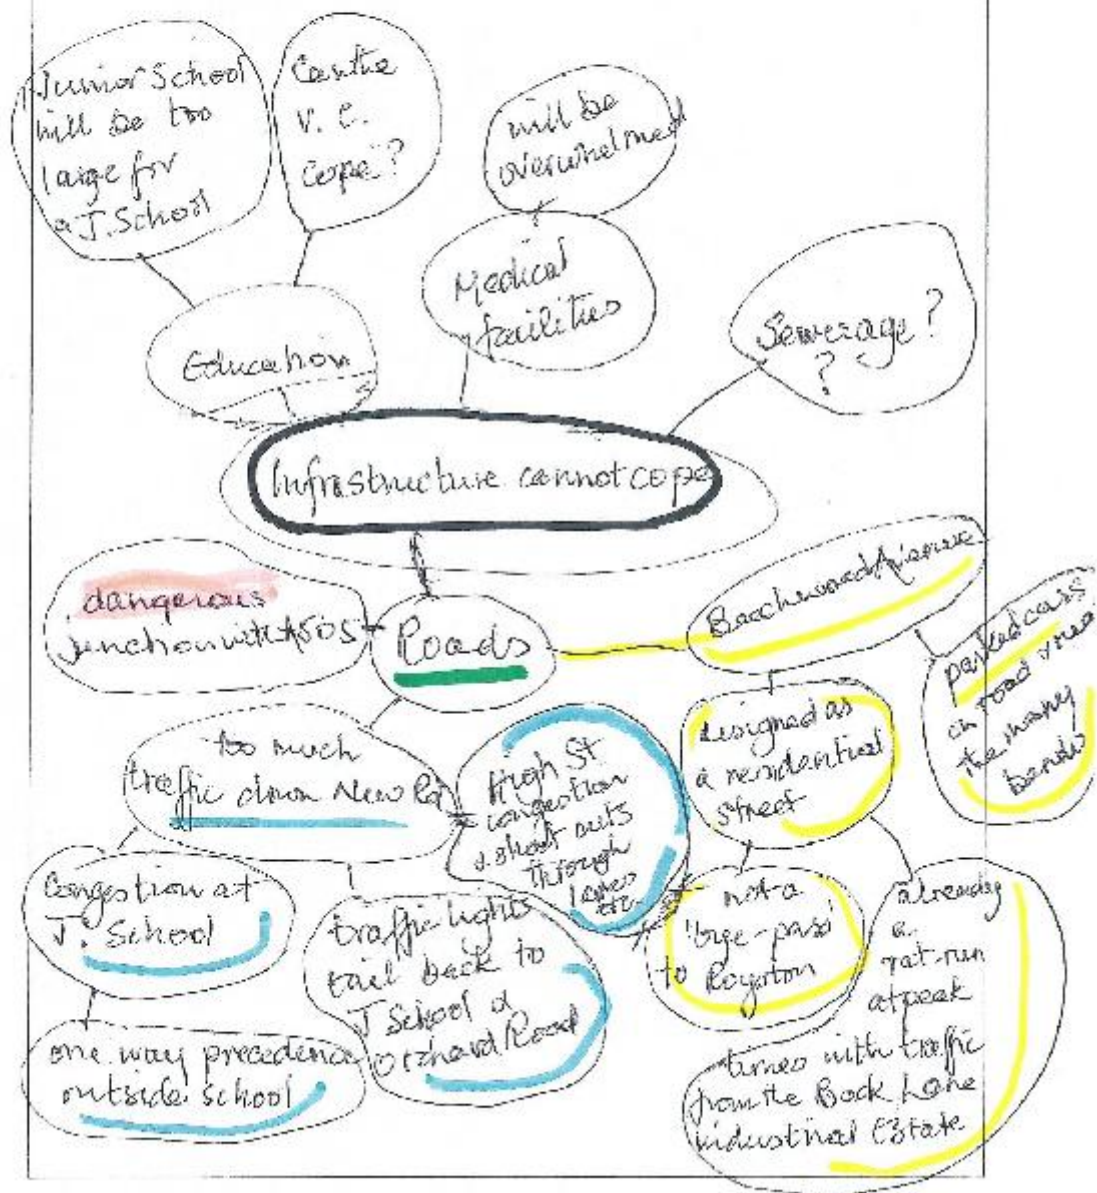 Junior School
will be too
large for
a J. School
Can the
V. C.
cope?
will be
overwhelmed
Medical
facilities
Sewerage?
?
Education
Infrastructure cannot cope
dangerous
junction with A505
Roads
Beechwood Avenue
parked cars
in road
the many
bends
too much
traffic down New Rd
High St
congestion
& short cuts
through
lanes
etc.
designed as
a residential
street
Congestion at
J. School
traffic lights
tail back to
J School &
Orchard Road
not a
'bye-pass'
to Royston
already
a
rat-run
at peak
times with traffic
from the Back Lane
industrial Estate
one way precedence
outside school